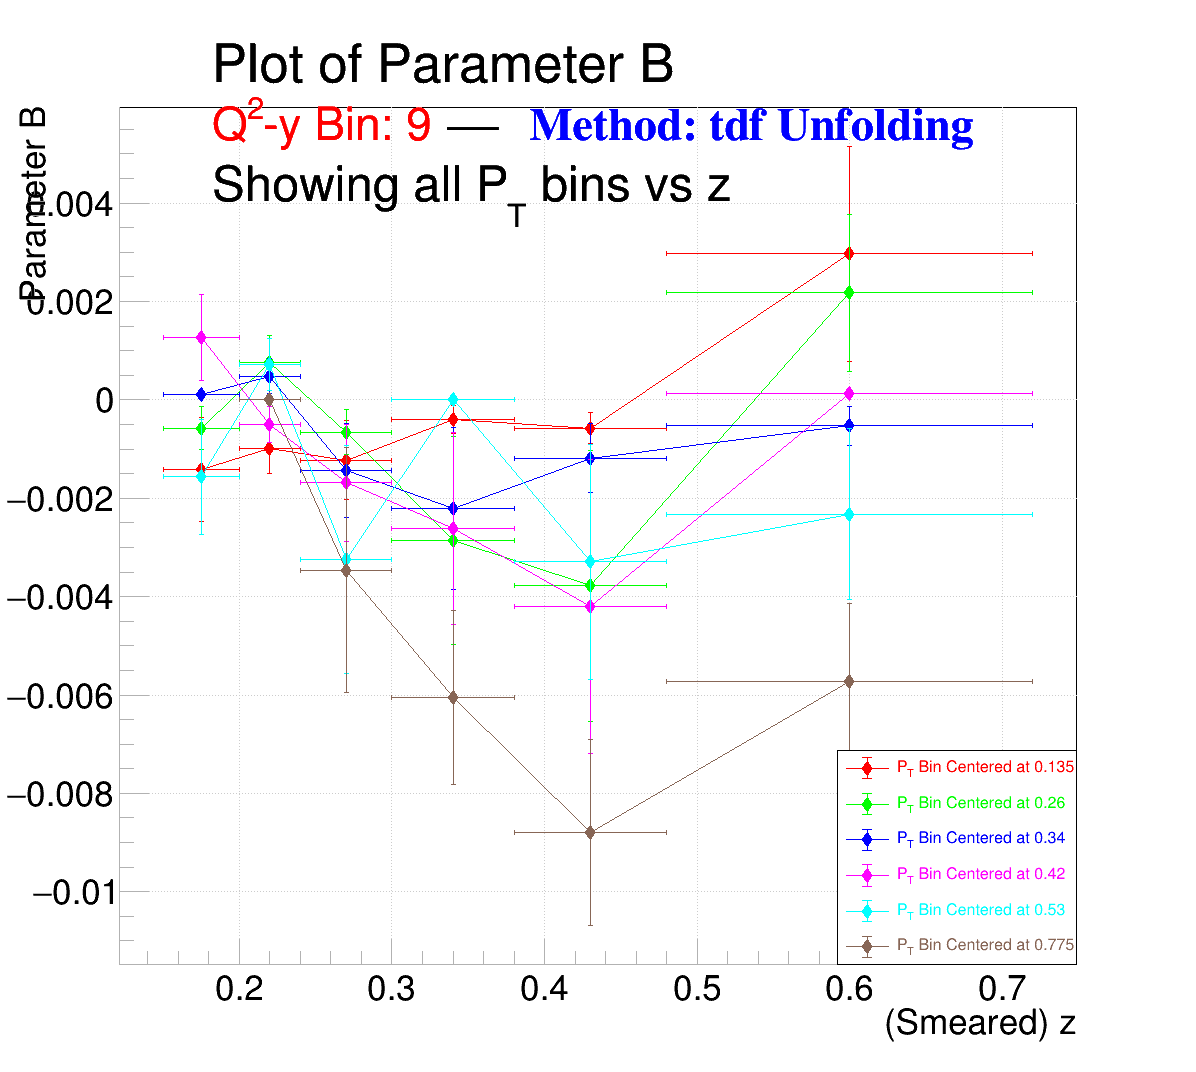 Plot of Parameter B
Q²-y Bin: 9 — Method: tdf Unfolding
Showing all P_T bins vs z
Parameter B
0.004
0.002
0
−0.002
−0.004
−0.006
−0.008
−0.01
P_T Bin Centered at 0.135
P_T Bin Centered at 0.26
P_T Bin Centered at 0.34
P_T Bin Centered at 0.42
P_T Bin Centered at 0.53
P_T Bin Centered at 0.775
0.2 0.3 0.4 0.5 0.6 0.7
(Smeared) z